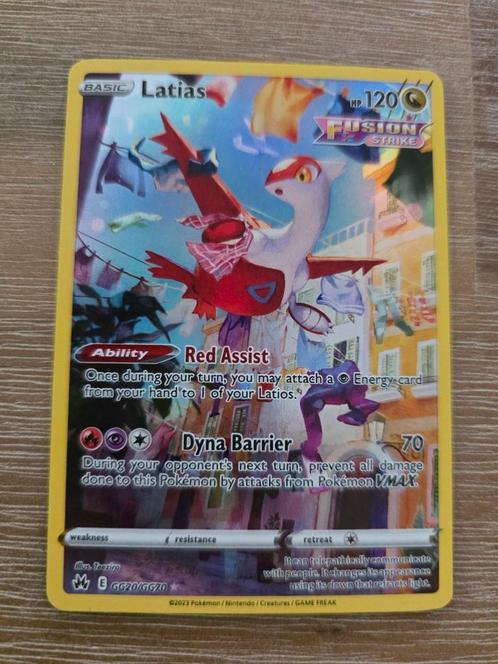 BASIC Latias HP 120
FUSION
STRIKE
Ability Red Assist
Once during your turn, you may attach a Energy card
from your hand to 1 of your Latios.
Dyna Barrier 70
During your opponent's next turn, prevent all damage
done to this Pokémon by attacks from Pokémon VMAX.
weakness resistance retreat
Illus. Teeziro
It can telepathically communicate
with people. It changes its appearance
using its down that refracts light.
E GG20/GG70
©2023 Pokémon / Nintendo / Creatures / GAME FREAK